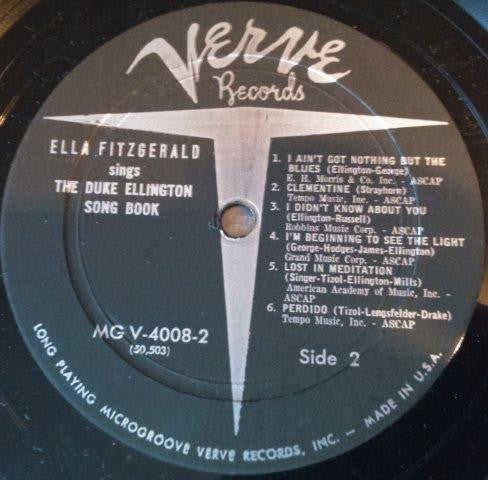 Verve
Records
ELLA FITZGERALD
sings
THE DUKE ELLINGTON
SONG BOOK
MG V-4008-2
(50,503)
1. I AIN'T GOT NOTHING BUT THE
BLUES (Ellington-George)
E. H. Morris & Co. Inc. - ASCAP
2. CLEMENTINE (Strayhorn)
Tempo Music, Inc. - ASCAP
3. I DIDN'T KNOW ABOUT YOU
(Ellington-Russell)
Robbins Music Corp. - ASCAP
4. I'M BEGINNING TO SEE THE LIGHT
(George-Hodges-James-Ellington)
Grand Music Corp. - ASCAP
5. LOST IN MEDITATION
(Singer-Tizol-Ellington-Mills)
American Academy of Music, Inc. -
ASCAP
6. PERDIDO (Tizol-Lengsfelder-Drake)
Tempo Music, Inc. - ASCAP
Side 2
LONG PLAYING MICROGROOVE VERVE RECORDS, INC. - MADE IN U.S.A.